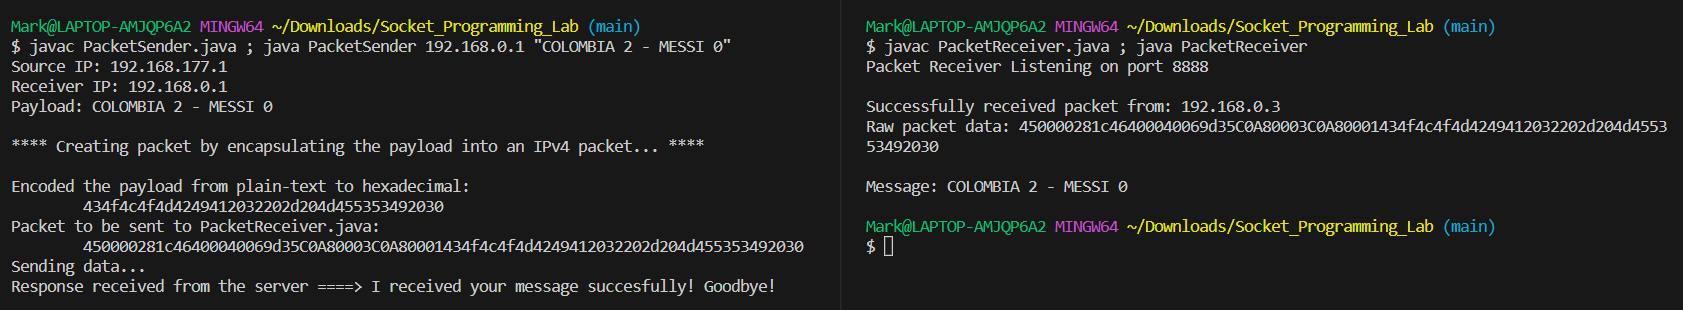 Mark@LAPTOP-AMJQP6A2 MINGW64 ~/Downloads/Socket_Programming_Lab (main)
$ javac PacketSender.java ; java PacketSender 192.168.0.1 "COLOMBIA 2 - MESSI 0"
Source IP: 192.168.177.1
Receiver IP: 192.168.0.1
Payload: COLOMBIA 2 - MESSI 0
**** Creating packet by encapsulating the payload into an IPv4 packet... ****
Encoded the payload from plain-text to hexadecimal:
434f4c4f4d4249412032202d204d455353492030
Packet to be sent to PacketReceiver.java:
450000281c46400040069d35C0A80003C0A80001434f4c4f4d4249412032202d204d455353492030
Sending data...
Response received from the server ====> I received your message succesfully! Goodbye!
Mark@LAPTOP-AMJQP6A2 MINGW64 ~/Downloads/Socket_Programming_Lab (main)
$ javac PacketReceiver.java ; java PacketReceiver
Packet Receiver Listening on port 8888
Successfully received packet from: 192.168.0.3
Raw packet data: 450000281c46400040069d35C0A80003C0A80001434f4c4f4d4249412032202d204d4553
53492030
Message: COLOMBIA 2 - MESSI 0
Mark@LAPTOP-AMJQP6A2 MINGW64 ~/Downloads/Socket_Programming_Lab (main)
$